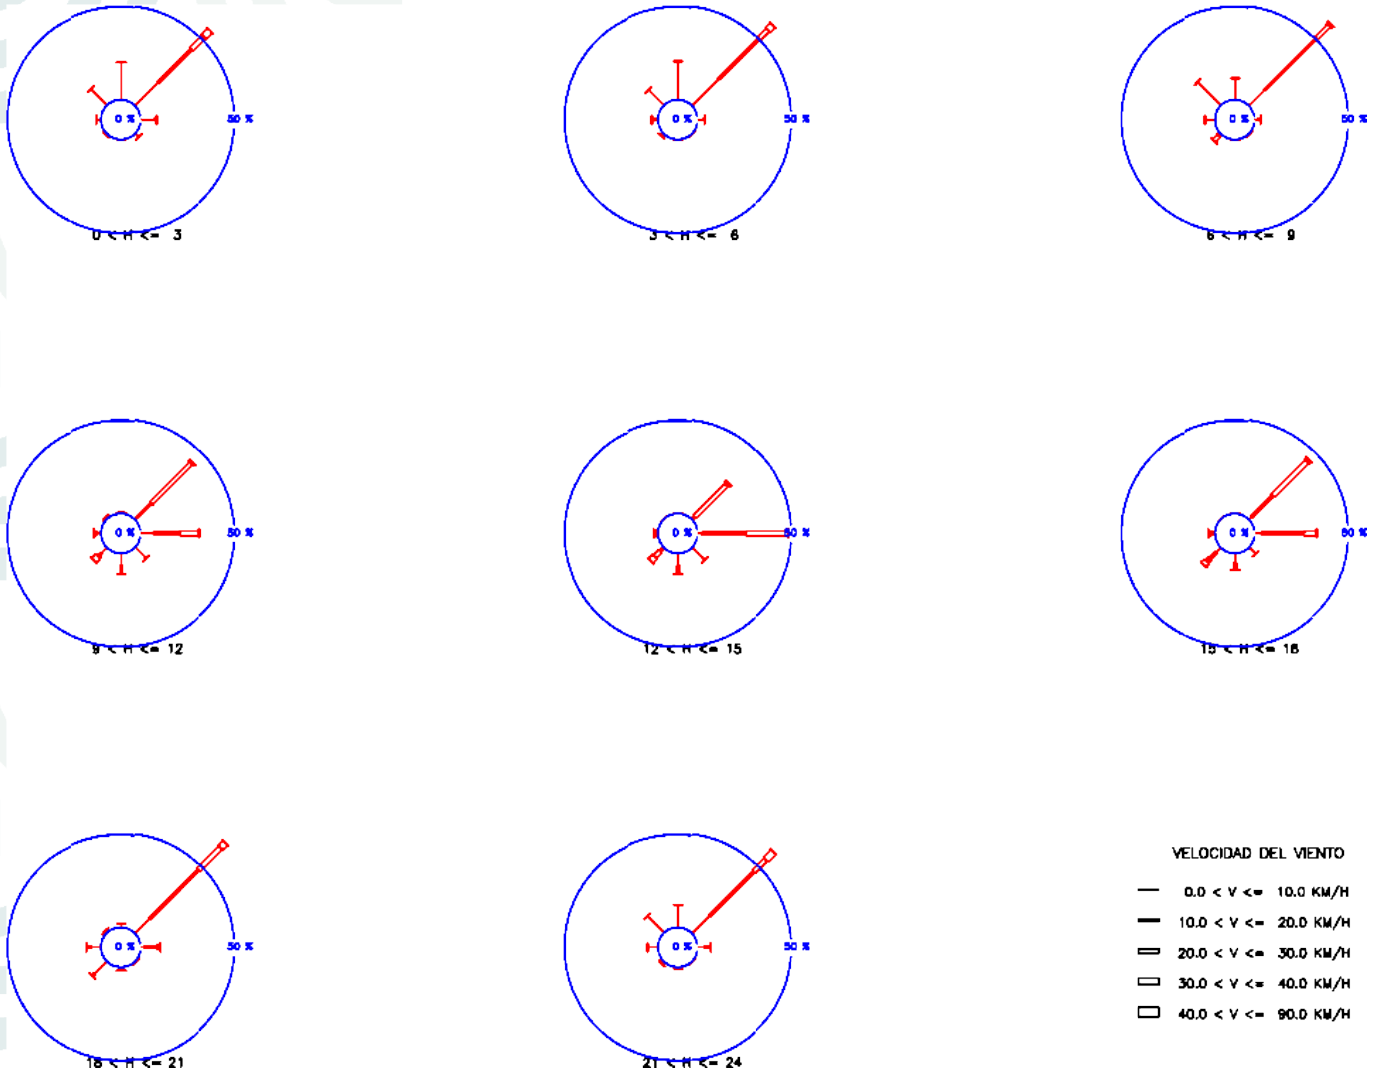 0 %
50 %
0 %
50 %
0 %
50 %
0 < H <= 3
3 < H <= 6
6 < H <= 9
0 %
50 %
0 %
50 %
0 %
50 %
9 < H <= 12
12 < H <= 15
15 < H <= 18
0 %
50 %
0 %
50 %
VELOCIDAD DEL VIENTO
0.0 < V <= 10.0 KM/H
10.0 < V <= 20.0 KM/H
20.0 < V <= 30.0 KM/H
30.0 < V <= 40.0 KM/H
40.0 < V <= 90.0 KM/H
18 < H <= 21
21 < H <= 24